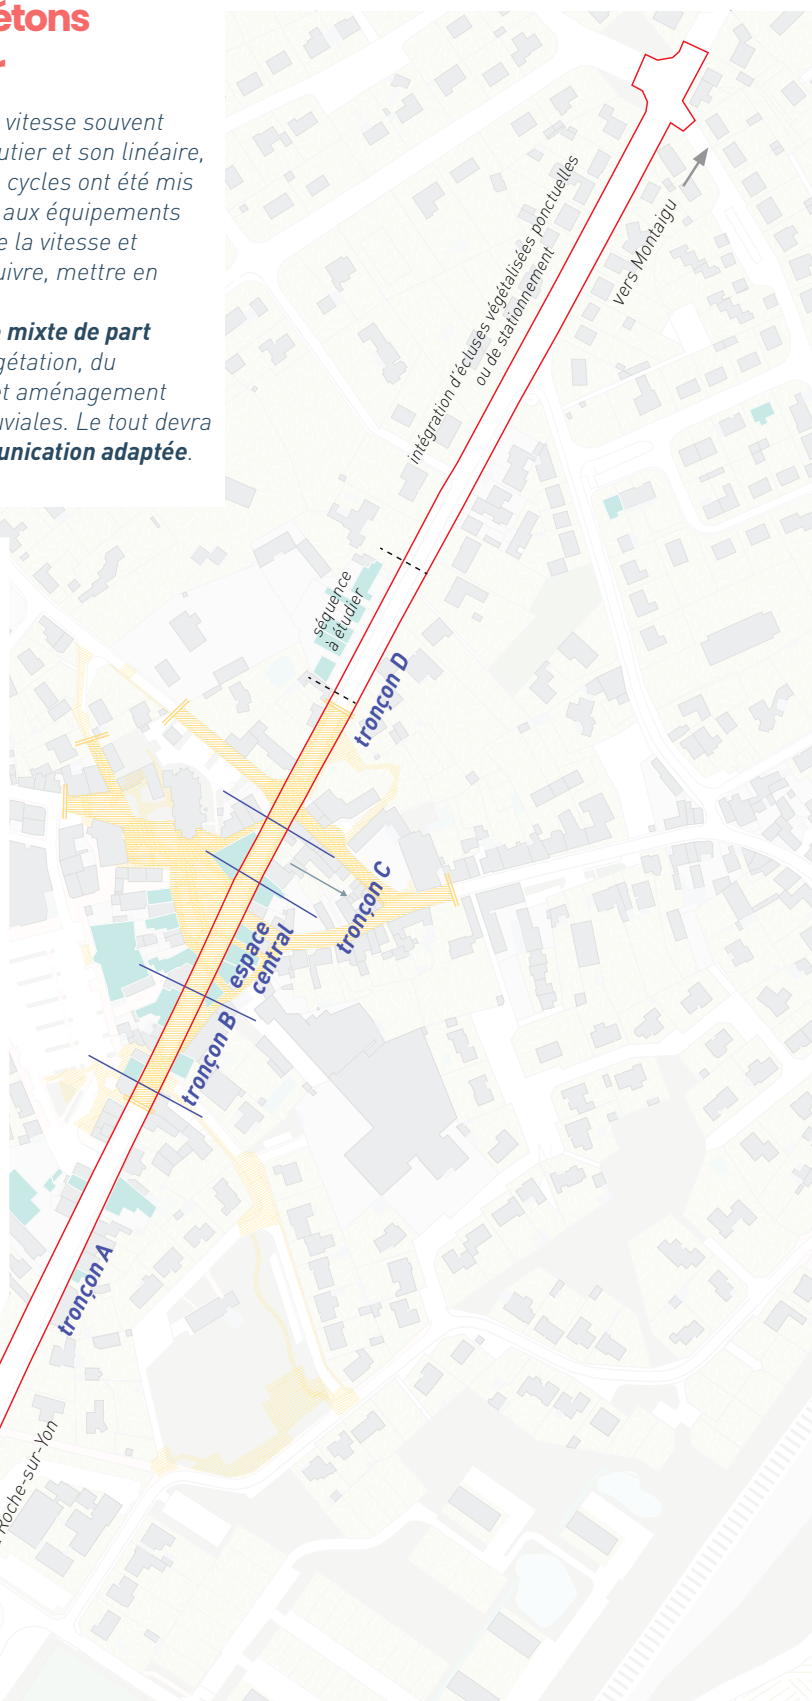 étons
r
vitesse souvent
utier et son linéaire,
cycles ont été mis
aux équipements
e la vitesse et
uivre, mettre en
mixte de part
gétation, du
et aménagement
uviales. Le tout devra
unication adaptée.
intégration d'écluses végétalisées ponctuelles
ou de stationnement
vers Montaigu
séquence
à étudier
tronçon D
tronçon C
espace
central
tronçon B
tronçon A
Roche-sur-Yon